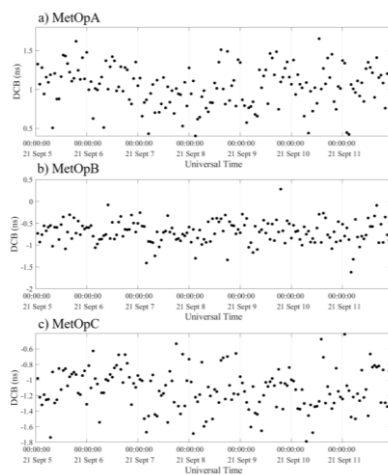 a) MetOpA
1.5
1
0.5
DCB (ns)
00:00:00 00:00:00 00:00:00 00:00:00 00:00:00 00:00:00 00:00:00
21 Sept 5 21 Sept 6 21 Sept 7 21 Sept 8 21 Sept 9 21 Sept 10 21 Sept 11
Universal Time
b) MetOpB
0.5
0
-0.5
-1
-1.5
-2
DCB (ns)
00:00:00 00:00:00 00:00:00 00:00:00 00:00:00 00:00:00 00:00:00
21 Sept 5 21 Sept 6 21 Sept 7 21 Sept 8 21 Sept 9 21 Sept 10 21 Sept 11
Universal Time
c) MetOpC
-0.6
-0.8
-1
-1.2
-1.4
-1.6
-1.8
DCB (ns)
00:00:00 00:00:00 00:00:00 00:00:00 00:00:00 00:00:00 00:00:00
21 Sept 5 21 Sept 6 21 Sept 7 21 Sept 8 21 Sept 9 21 Sept 10 21 Sept 11
Universal Time